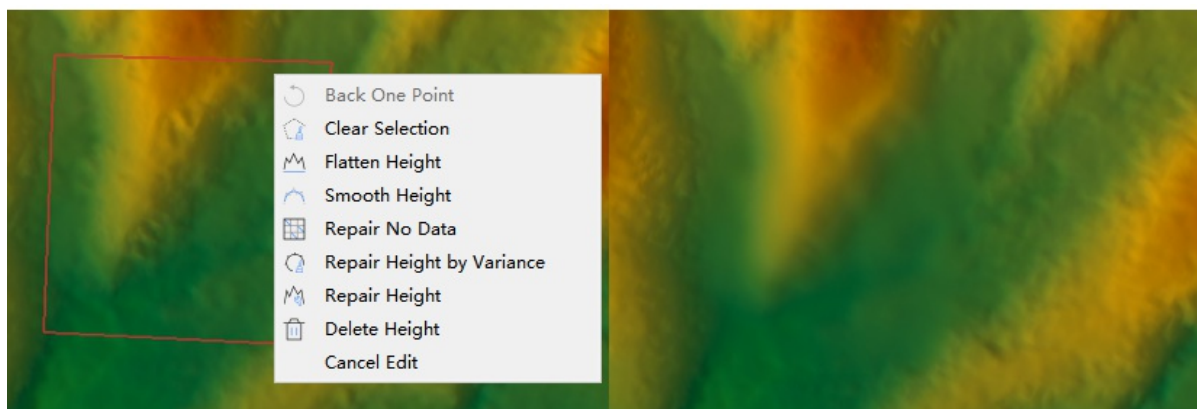 Back One Point
Clear Selection
Flatten Height
Smooth Height
Repair No Data
Repair Height by Variance
Repair Height
Delete Height
Cancel Edit